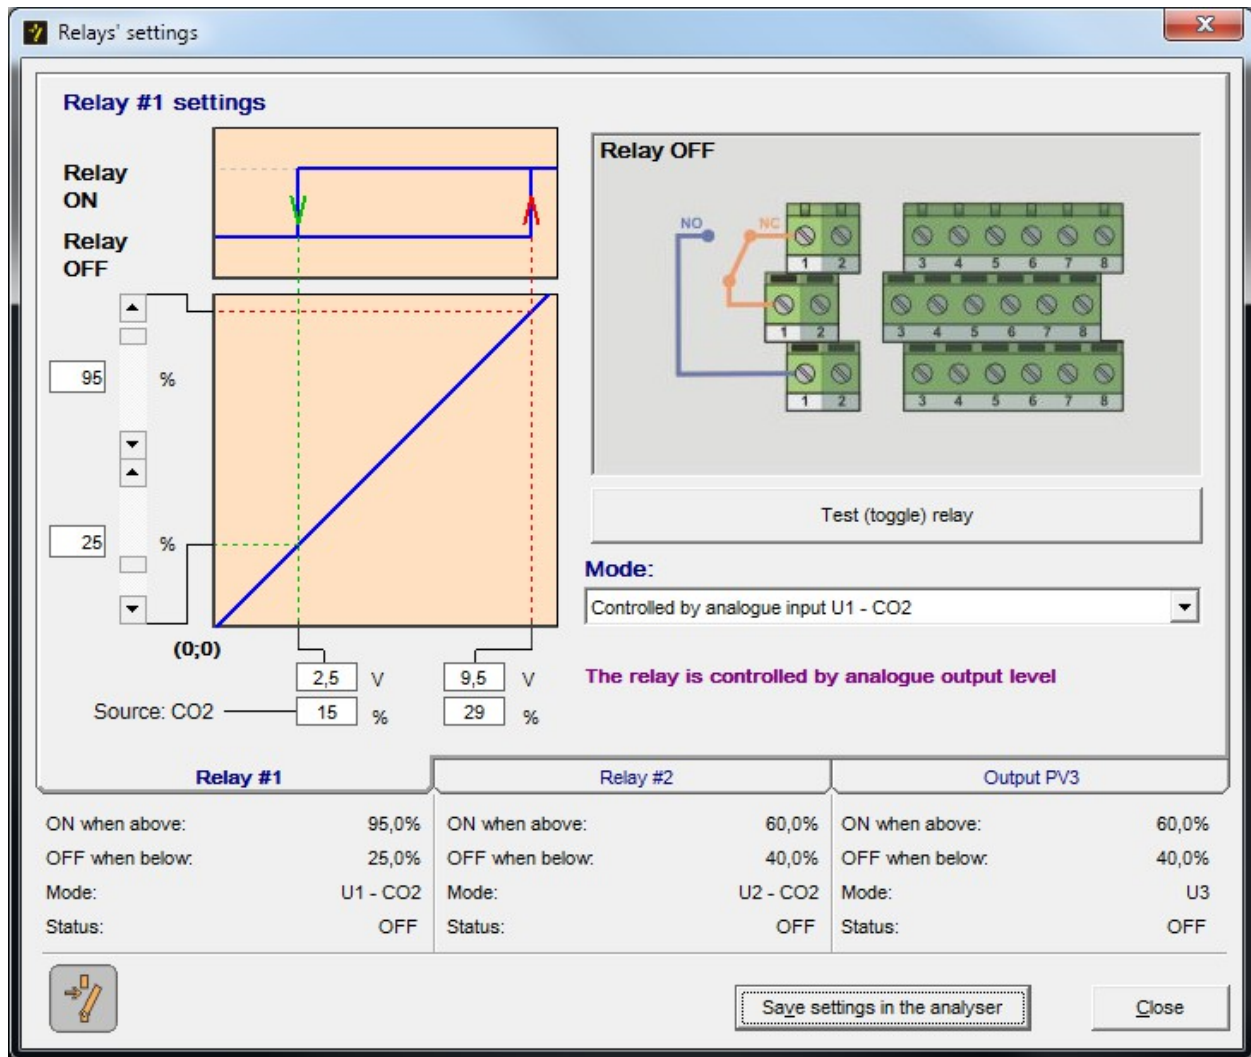 Relays' settings
Relay #1 settings
Relay
ON
Relay
OFF
95 %
25 %
(0;0)
2,5 V 9,5 V
Source: CO2 15 % 29 %
Relay OFF
NO NC
1 2 3 4 5 6 7 8
1 2 3 4 5 6 7 8
1 2 3 4 5 6 7 8
Test (toggle) relay
Mode:
Controlled by analogue input U1 - CO2
The relay is controlled by analogue output level
Relay #1 Relay #2 Output PV3
ON when above: 95,0% ON when above: 60,0% ON when above: 60,0%
OFF when below: 25,0% OFF when below: 40,0% OFF when below: 40,0%
Mode: U1 - CO2 Mode: U2 - CO2 Mode: U3
Status: OFF Status: OFF Status: OFF
Save settings in the analyser Close